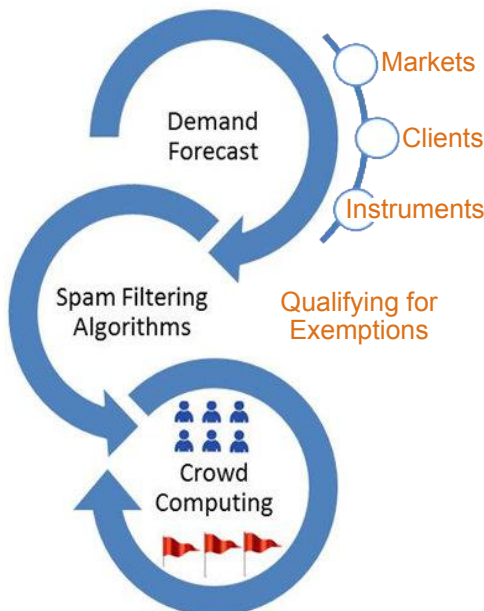 Markets
Demand
Forecast
Clients
Instruments
Spam Filtering
Algorithms
Qualifying for
Exemptions
Crowd
Computing